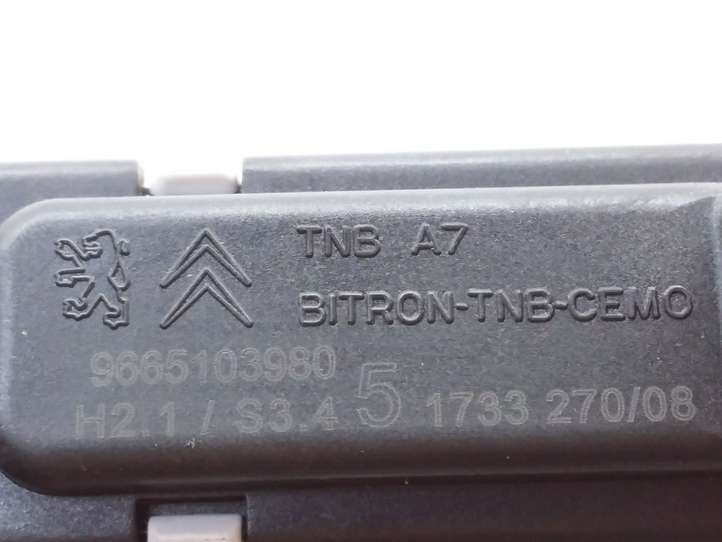 TNB A7
BITRON-TNB-CEMO
9665103980
H2.1 / S3.4 5 1733 270/08